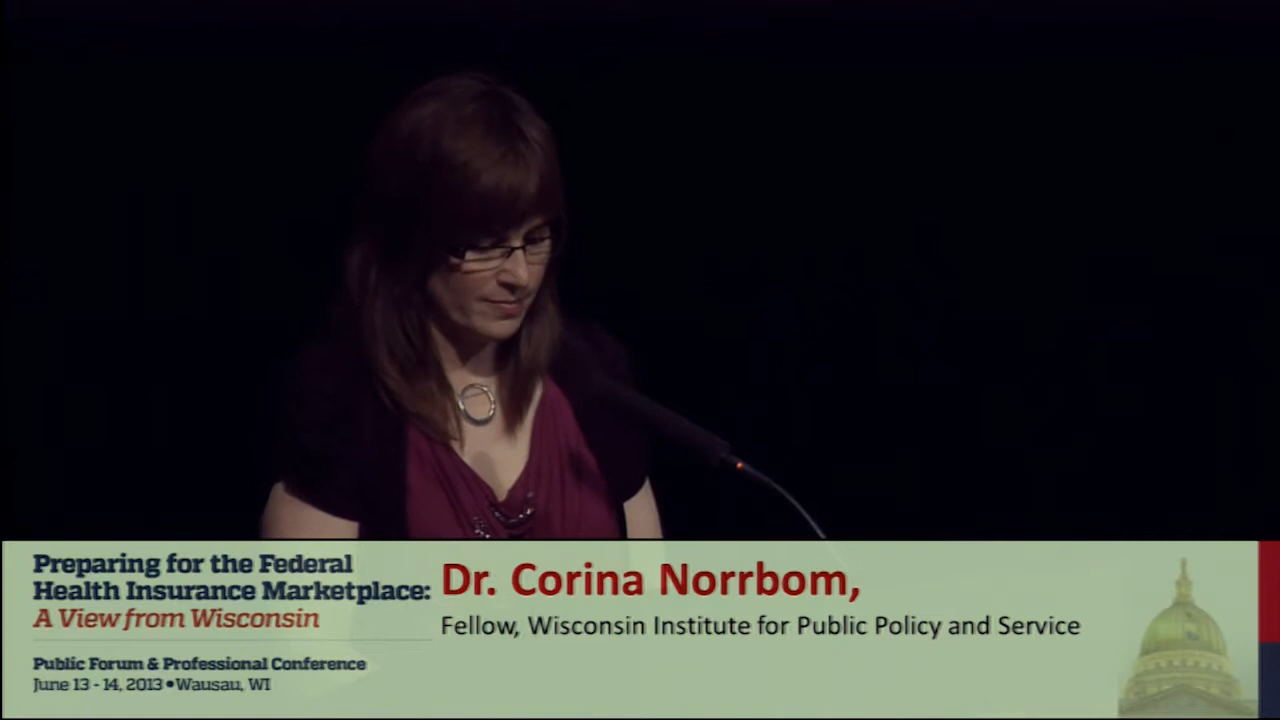 Preparing for the Federal
Health Insurance Marketplace:
A View from Wisconsin
Public Forum & Professional Conference
June 13 - 14, 2013 • Wausau, WI
Dr. Corina Norrbom,
Fellow, Wisconsin Institute for Public Policy and Service